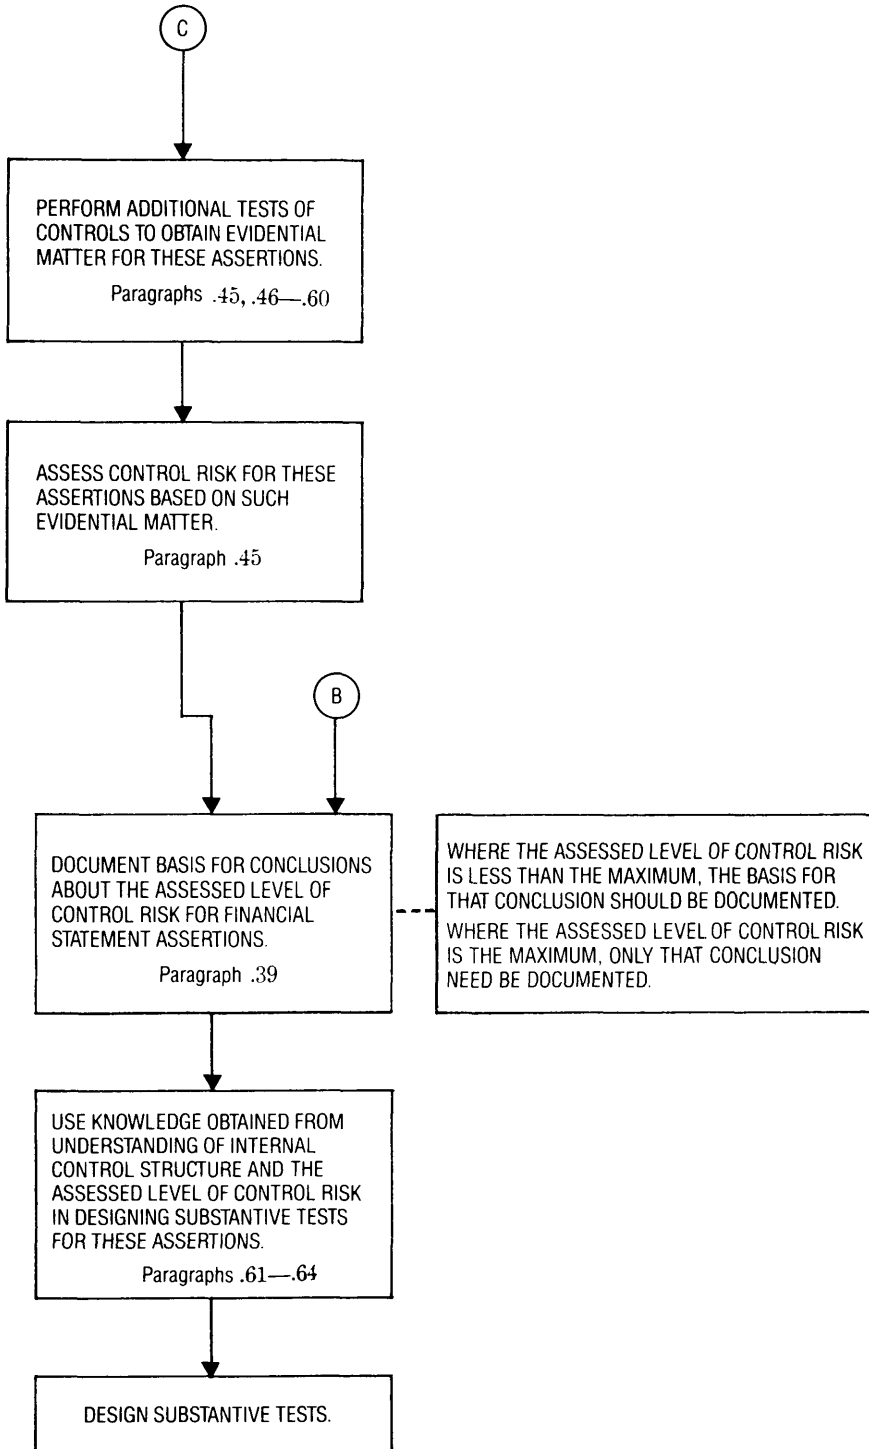 C
PERFORM ADDITIONAL TESTS OF
CONTROLS TO OBTAIN EVIDENTIAL
MATTER FOR THESE ASSERTIONS.
Paragraphs .45, .46—.60
ASSESS CONTROL RISK FOR THESE
ASSERTIONS BASED ON SUCH
EVIDENTIAL MATTER.
Paragraph .45
B
DOCUMENT BASIS FOR CONCLUSIONS
ABOUT THE ASSESSED LEVEL OF
CONTROL RISK FOR FINANCIAL
STATEMENT ASSERTIONS.
Paragraph .39
WHERE THE ASSESSED LEVEL OF CONTROL RISK
IS LESS THAN THE MAXIMUM, THE BASIS FOR
THAT CONCLUSION SHOULD BE DOCUMENTED.
WHERE THE ASSESSED LEVEL OF CONTROL RISK
IS THE MAXIMUM, ONLY THAT CONCLUSION
NEED BE DOCUMENTED.
USE KNOWLEDGE OBTAINED FROM
UNDERSTANDING OF INTERNAL
CONTROL STRUCTURE AND THE
ASSESSED LEVEL OF CONTROL RISK
IN DESIGNING SUBSTANTIVE TESTS
FOR THESE ASSERTIONS.
Paragraphs .61—.64
DESIGN SUBSTANTIVE TESTS.